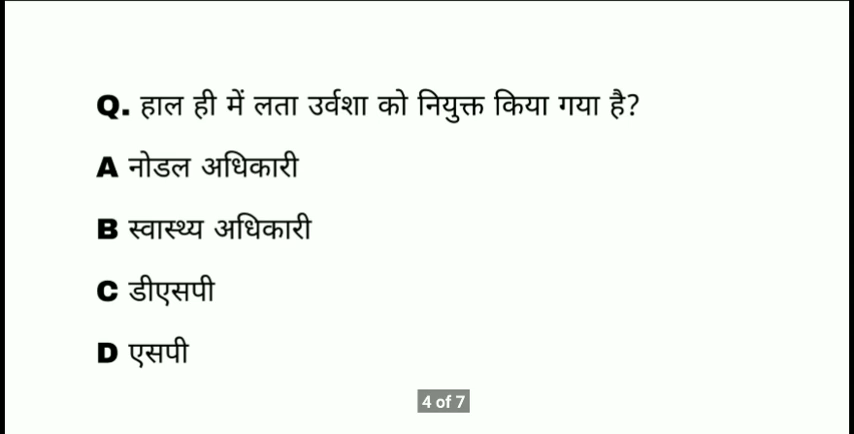 Q. हाल ही में लता उर्वशा को नियुक्त किया गया है?
A नोडल अधिकारी
B स्वास्थ्य अधिकारी
C डीएसपी
D एसपी
4 of 7